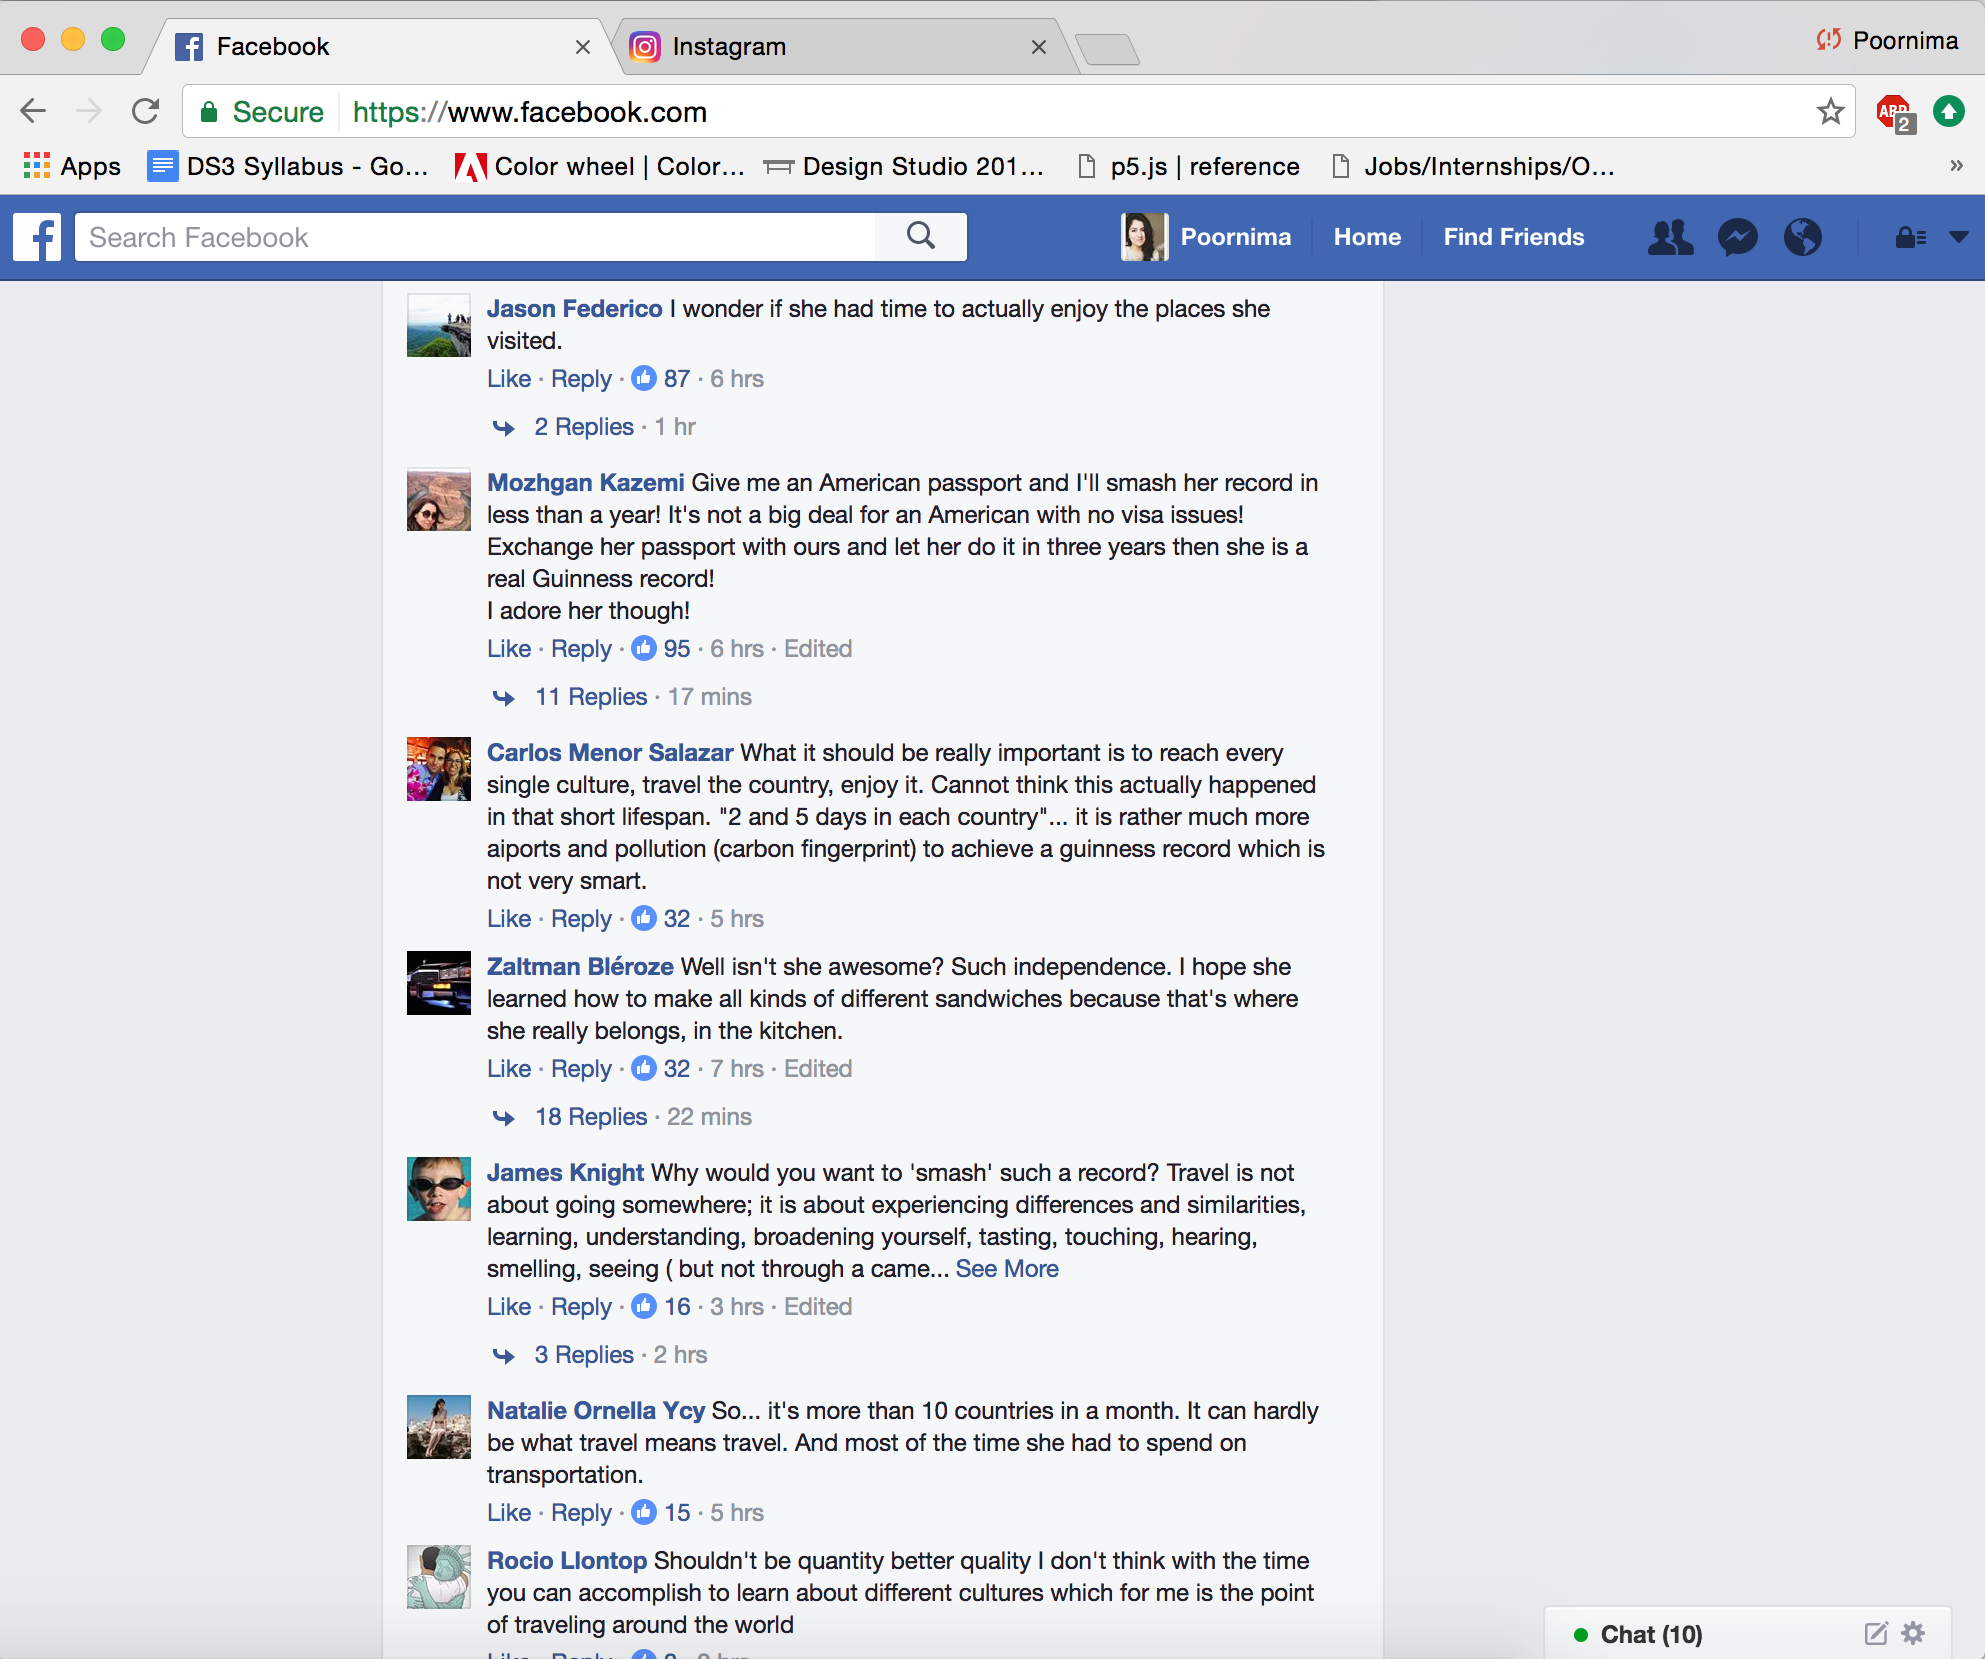 Facebook
Instagram
Poornima
Secure https://www.facebook.com
ABP
2
Apps DS3 Syllabus - Go... Color wheel | Color... Design Studio 201... p5.js | reference Jobs/Internships/O... »
Search Facebook
Poornima Home Find Friends
Jason Federico I wonder if she had time to actually enjoy the places she
visited.
Like · Reply · 87 · 6 hrs
2 Replies · 1 hr
Mozhgan Kazemi Give me an American passport and I'll smash her record in
less than a year! It's not a big deal for an American with no visa issues!
Exchange her passport with ours and let her do it in three years then she is a
real Guinness record!
I adore her though!
Like · Reply · 95 · 6 hrs · Edited
11 Replies · 17 mins
Carlos Menor Salazar What it should be really important is to reach every
single culture, travel the country, enjoy it. Cannot think this actually happened
in that short lifespan. "2 and 5 days in each country"... it is rather much more
aiports and pollution (carbon fingerprint) to achieve a guinness record which is
not very smart.
Like · Reply · 32 · 5 hrs
Zaltman Bléroze Well isn't she awesome? Such independence. I hope she
learned how to make all kinds of different sandwiches because that's where
she really belongs, in the kitchen.
Like · Reply · 32 · 7 hrs · Edited
18 Replies · 22 mins
James Knight Why would you want to 'smash' such a record? Travel is not
about going somewhere; it is about experiencing differences and similarities,
learning, understanding, broadening yourself, tasting, touching, hearing,
smelling, seeing ( but not through a came... See More
Like · Reply · 16 · 3 hrs · Edited
3 Replies · 2 hrs
Natalie Ornella Ycy So... it's more than 10 countries in a month. It can hardly
be what travel means travel. And most of the time she had to spend on
transportation.
Like · Reply · 15 · 5 hrs
Rocio Llontop Shouldn't be quantity better quality I don't think with the time
you can accomplish to learn about different cultures which for me is the point
of traveling around the world
Like · Reply
Chat (10)